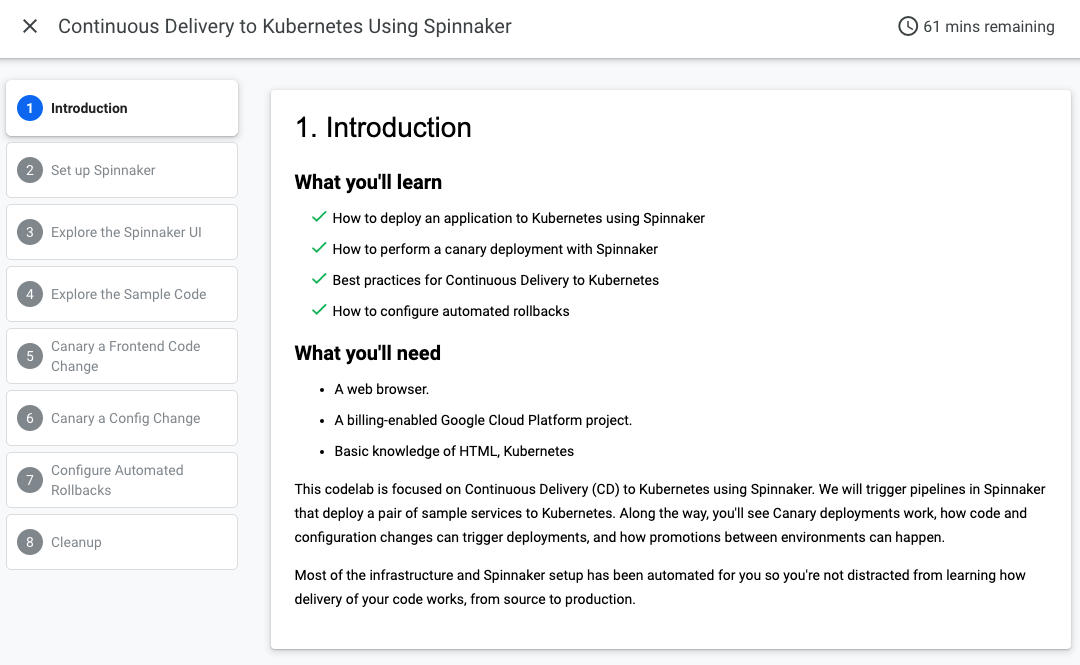 Continuous Delivery to Kubernetes Using Spinnaker
61 mins remaining
1 Introduction
2 Set up Spinnaker
3 Explore the Spinnaker UI
4 Explore the Sample Code
5 Canary a Frontend Code
Change
6 Canary a Config Change
7 Configure Automated
Rollbacks
8 Cleanup
1. Introduction
What you'll learn
How to deploy an application to Kubernetes using Spinnaker
How to perform a canary deployment with Spinnaker
Best practices for Continuous Delivery to Kubernetes
How to configure automated rollbacks
What you'll need
• A web browser.
• A billing-enabled Google Cloud Platform project.
• Basic knowledge of HTML, Kubernetes
This codelab is focused on Continuous Delivery (CD) to Kubernetes using Spinnaker. We will trigger pipelines in Spinnaker
that deploy a pair of sample services to Kubernetes. Along the way, you'll see Canary deployments work, how code and
configuration changes can trigger deployments, and how promotions between environments can happen.
Most of the infrastructure and Spinnaker setup has been automated for you so you're not distracted from learning how
delivery of your code works, from source to production.